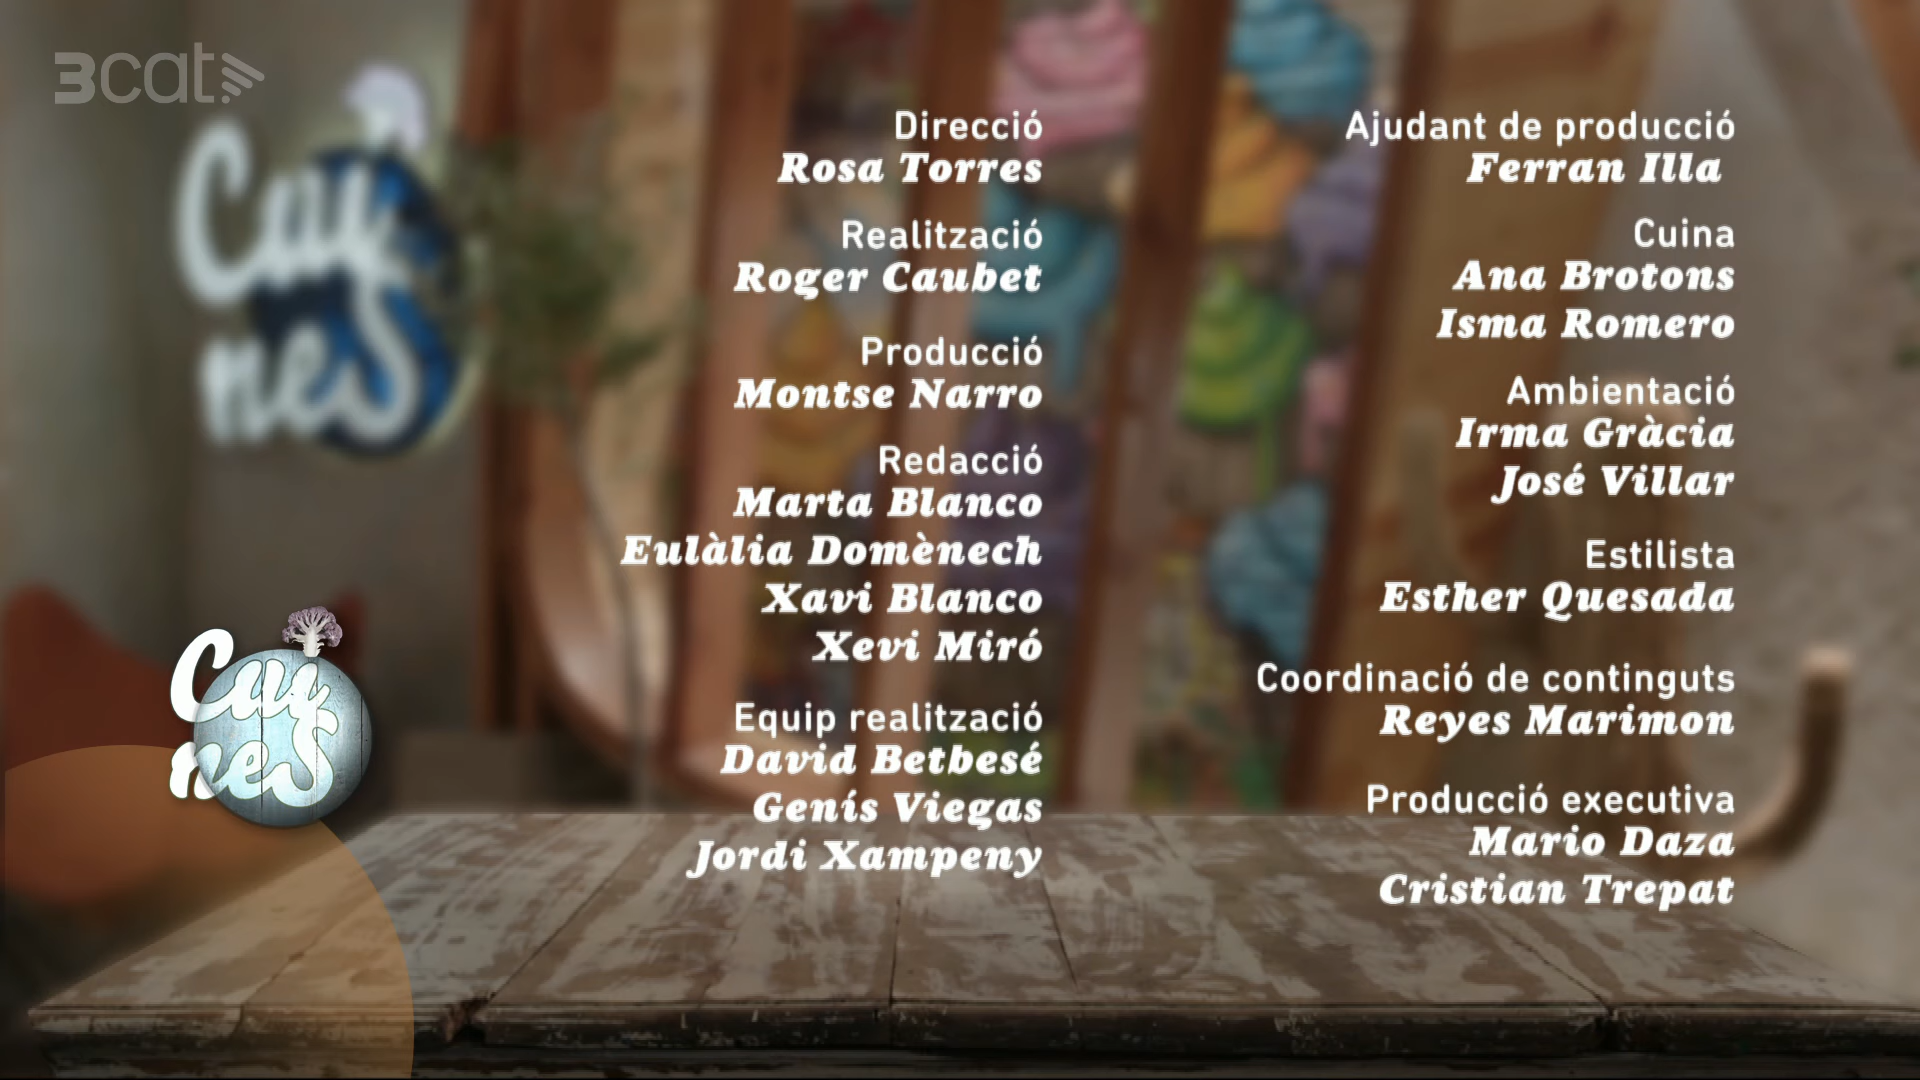 3cat
Cuines
Cuines
Direcció
Rosa Torres
Realització
Roger Caubet
Producció
Montse Narro
Redacció
Marta Blanco
Eulàlia Domènech
Xavi Blanco
Xevi Miró
Equip realització
David Betbesé
Genís Viegas
Jordi Xampeny
Ajudant de producció
Ferran Illa
Cuina
Ana Brotons
Isma Romero
Ambientació
Irma Gràcia
José Villar
Estilista
Esther Quesada
Coordinació de continguts
Reyes Marimon
Producció executiva
Mario Daza
Cristian Trepat